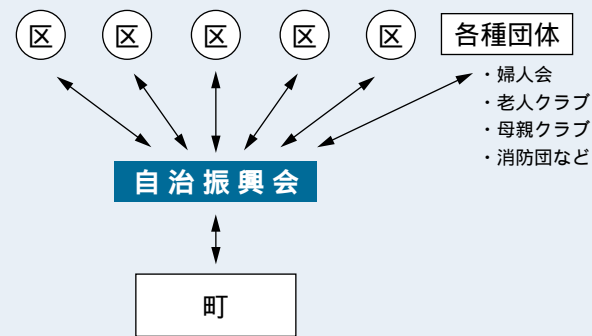 区 区 区 区 区 各種団体
・婦人会
・老人クラブ
・母親クラブ
・消防団など
自治振興会
町